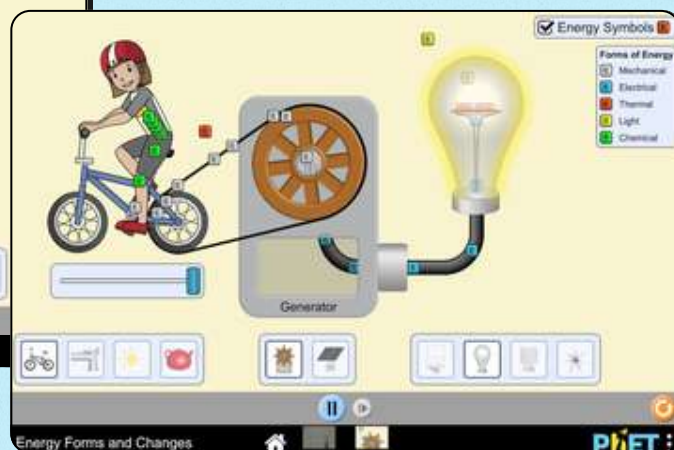 Energy Symbols
Forms of Energy
E Mechanical
E Electrical
E Thermal
E Light
E Chemical
Generator
Energy Forms and Changes
PhET